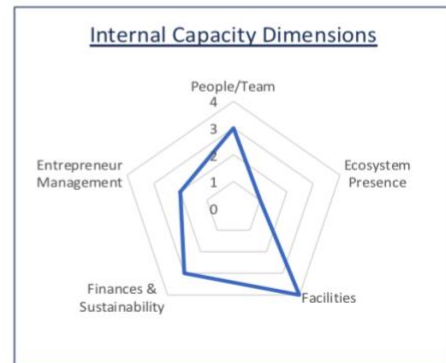 Internal Capacity Dimensions
People/Team
4
3
2
1
0
Ecosystem
Presence
Facilities
Finances &
Sustainability
Entrepreneur
Management